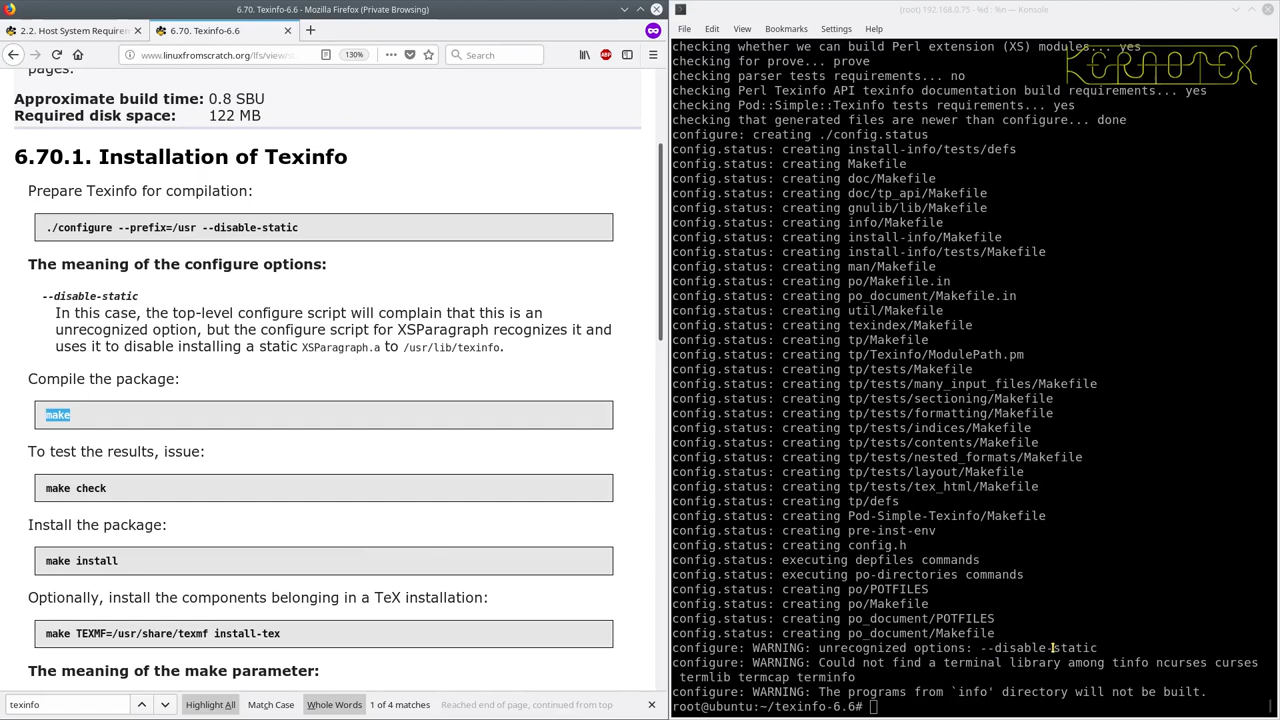 6.70. Texinfo-6.6 - Mozilla Firefox (Private Browsing)
2.2. Host System Require
6.70. Texinfo-6.6
www.linuxfromscratch.org/lfs/view/s
130%
Search
pages.
Approximate build time: 0.8 SBU
Required disk space: 122 MB
6.70.1. Installation of Texinfo
Prepare Texinfo for compilation:
./configure --prefix=/usr --disable-static
The meaning of the configure options:
--disable-static
In this case, the top-level configure script will complain that this is an
unrecognized option, but the configure script for XSParagraph recognizes it and
uses it to disable installing a static XSParagraph.a to /usr/lib/texinfo.
Compile the package:
make
To test the results, issue:
make check
Install the package:
make install
Optionally, install the components belonging in a TeX installation:
make TEXMF=/usr/share/texmf install-tex
The meaning of the make parameter:
texinfo
Highlight All
Match Case
Whole Words
1 of 4 matches
Reached end of page, continued from top
(root) 192.168.0.75 - %d : %n — Konsole
File Edit View Bookmarks Settings Help
KERNOTEX
checking whether we can build Perl extension (XS) modules... yes
checking for prove... prove
checking parser tests requirements... no
checking Perl Texinfo API texinfo documentation build requirements... yes
checking Pod::Simple::Texinfo tests requirements... yes
checking that generated files are newer than configure... done
configure: creating ./config.status
config.status: creating install-info/tests/defs
config.status: creating Makefile
config.status: creating doc/Makefile
config.status: creating doc/tp_api/Makefile
config.status: creating gnulib/lib/Makefile
config.status: creating info/Makefile
config.status: creating install-info/Makefile
config.status: creating install-info/tests/Makefile
config.status: creating man/Makefile
config.status: creating po/Makefile.in
config.status: creating po_document/Makefile.in
config.status: creating util/Makefile
config.status: creating texindex/Makefile
config.status: creating tp/Makefile
config.status: creating tp/Texinfo/ModulePath.pm
config.status: creating tp/tests/Makefile
config.status: creating tp/tests/many_input_files/Makefile
config.status: creating tp/tests/sectioning/Makefile
config.status: creating tp/tests/formatting/Makefile
config.status: creating tp/tests/indices/Makefile
config.status: creating tp/tests/contents/Makefile
config.status: creating tp/tests/nested_formats/Makefile
config.status: creating tp/tests/layout/Makefile
config.status: creating tp/tests/tex_html/Makefile
config.status: creating tp/defs
config.status: creating Pod-Simple-Texinfo/Makefile
config.status: creating pre-inst-env
config.status: creating config.h
config.status: executing depfiles commands
config.status: executing po-directories commands
config.status: creating po/POTFILES
config.status: creating po/Makefile
config.status: creating po_document/POTFILES
config.status: creating po_document/Makefile
configure: WARNING: unrecognized options: --disable-static
configure: WARNING: Could not find a terminal library among tinfo ncurses curses
termlib termcap terminfo
configure: WARNING: The programs from `info' directory will not be built.
root@ubuntu:~/texinfo-6.6#